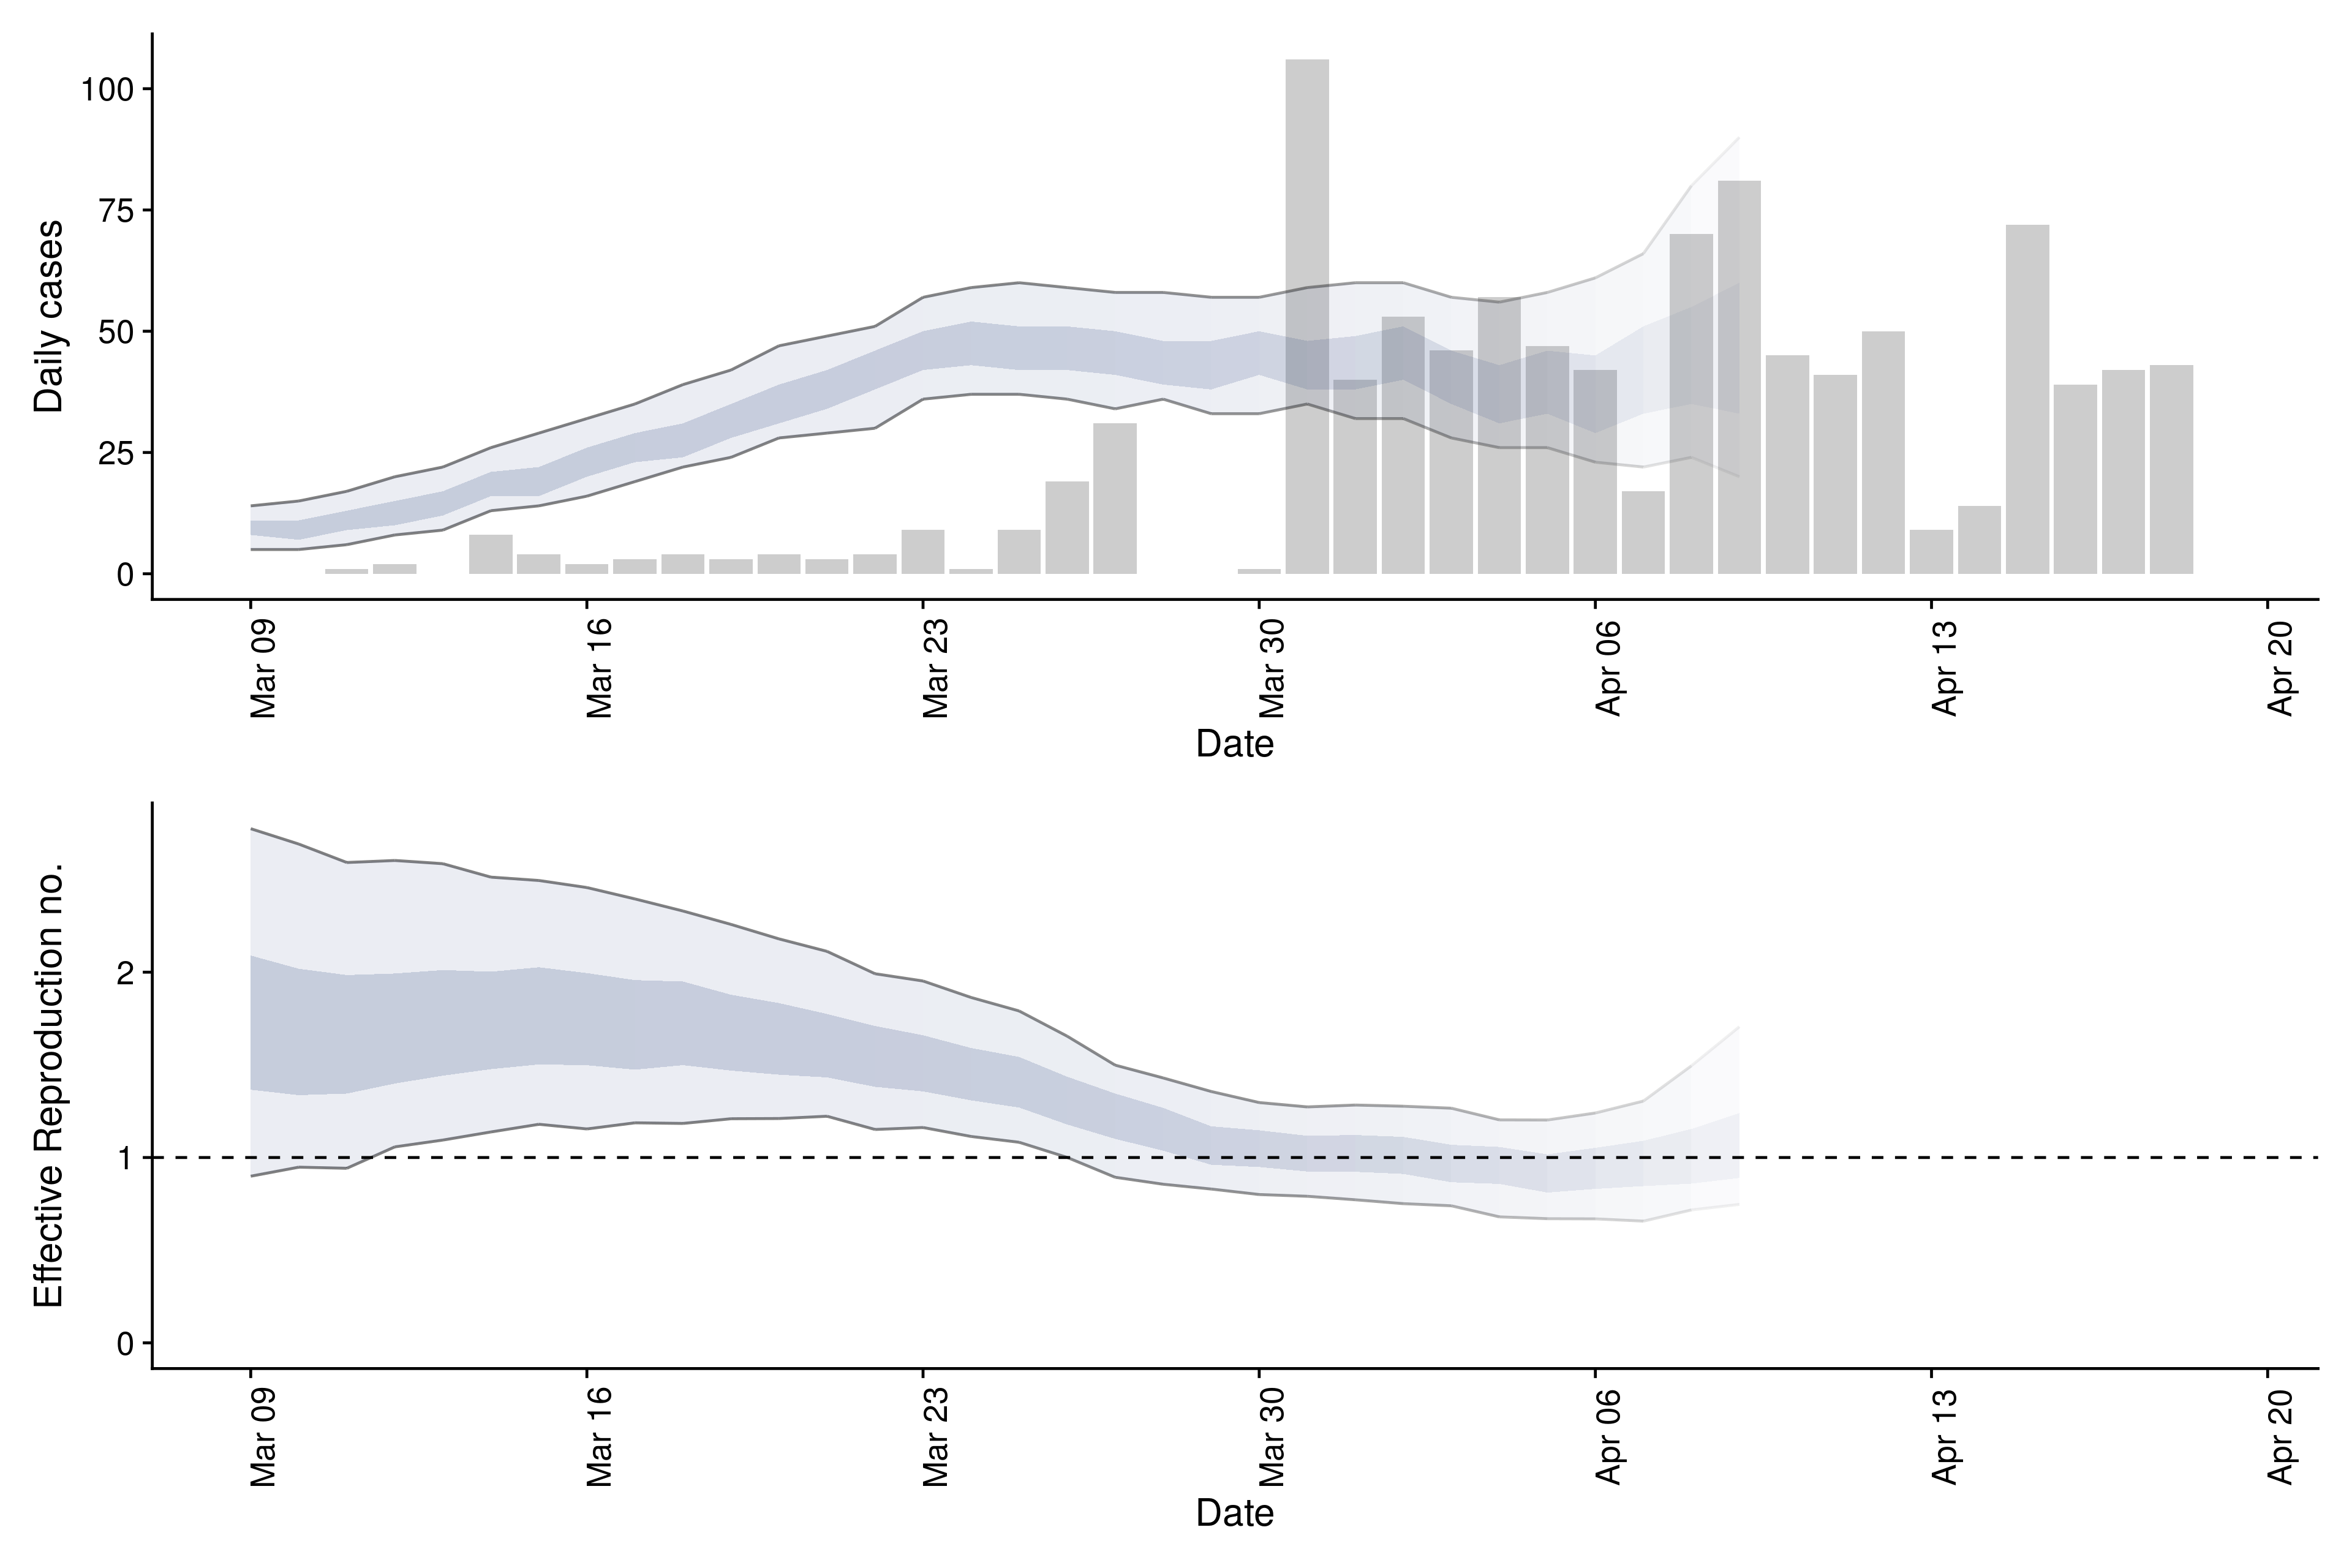 Daily cases
100
75
50
25
0
Mar 09
Mar 16
Mar 23
Mar 30
Apr 06
Apr 13
Apr 20
Date
Effective Reproduction no.
2
1
0
Mar 09
Mar 16
Mar 23
Mar 30
Apr 06
Apr 13
Apr 20
Date